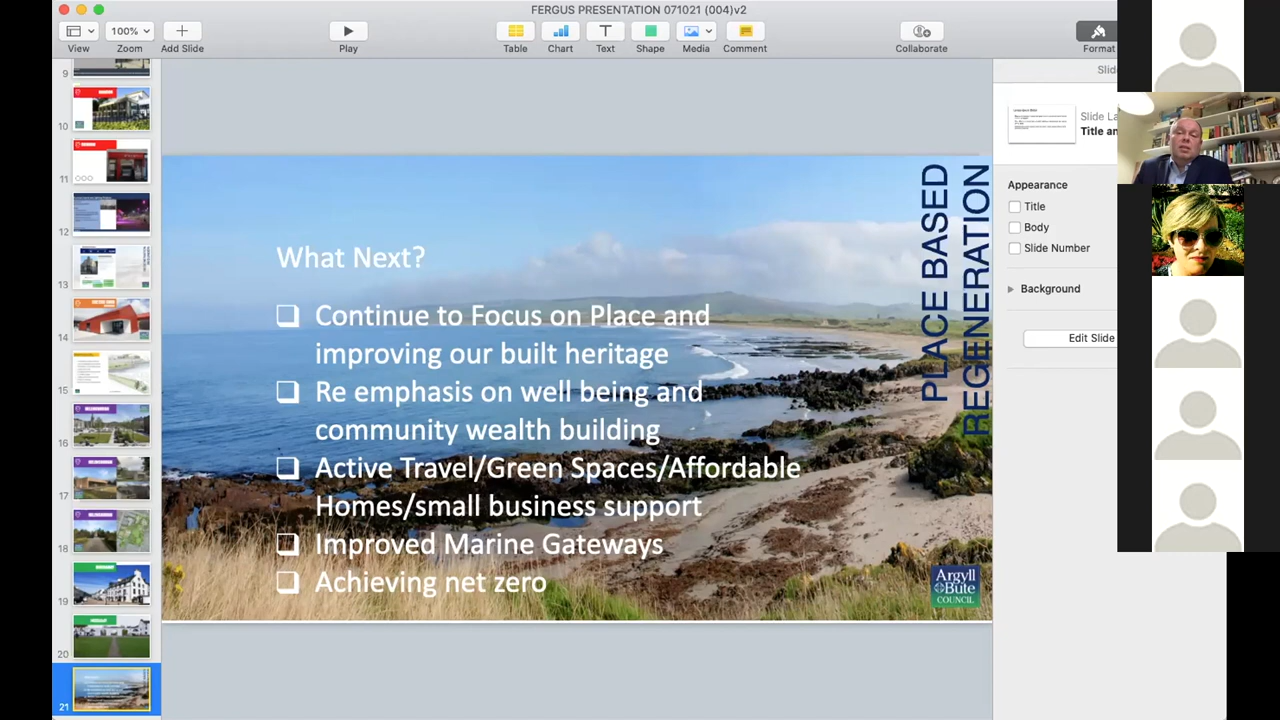 FERGUS PRESENTATION 071021 (004)v2
100%
View
Zoom
Add Slide
Play
Table
Chart
Text
Shape
Media
Comment
Collaborate
Format
9
10
11
12
13
14
15
16
17
18
19
20
21
What Next?
Continue to Focus on Place and
improving our built heritage
Re emphasis on well being and
community wealth building
Active Travel/Green Spaces/Affordable
Homes/small business support
Improved Marine Gateways
Achieving net zero
PLACE BASED
REGENERATION
Argyll
&Bute
COUNCIL
Slid
Slide La
Title an
Appearance
Title
Body
Slide Number
Background
Edit Slide